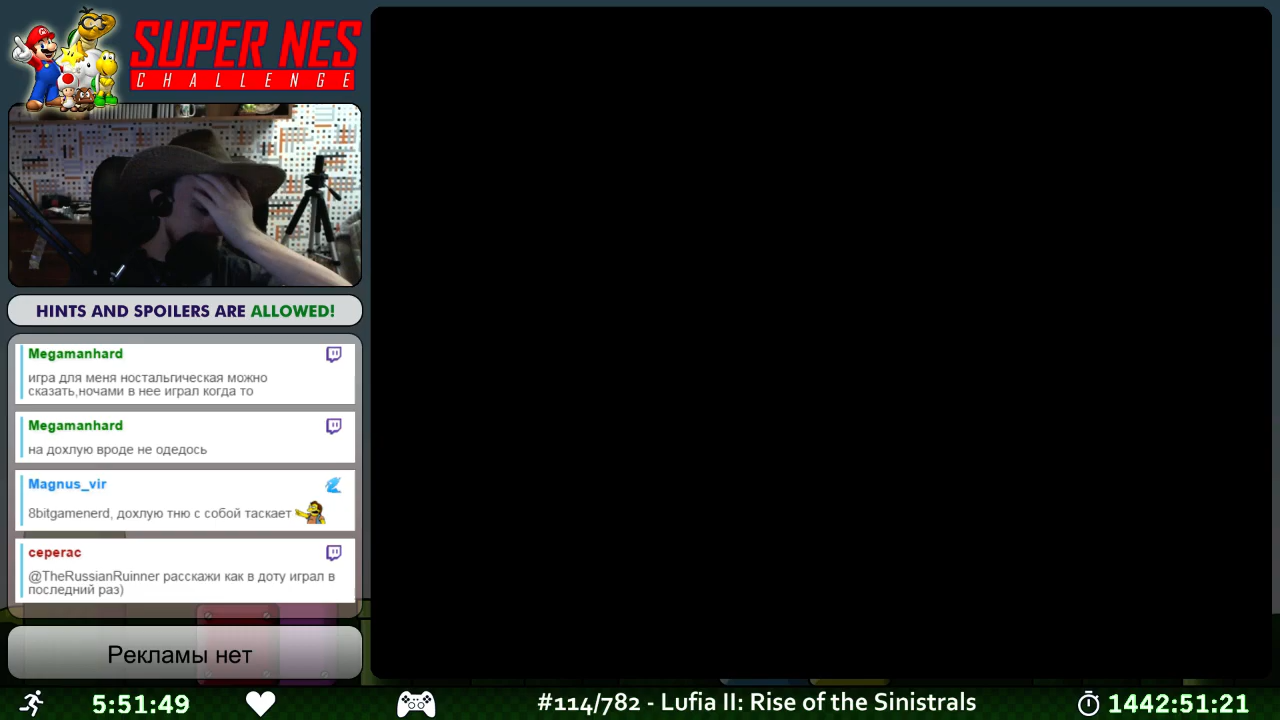 SUPER NES
CHALLENGE
HINTS AND SPOILERS ARE ALLOWED!
Megamanhard
игра для меня ностальгическая можно
сказать,ночами в нее играл когда то
Megamanhard
на дохлую вроде не одедось
Magnus_vir
8bitgamenerd, дохлую тню с собой таскает
ceperac
@TheRussianRuinner расскажи как в доту играл в
последний раз)
Рекламы нет
5:51:49
#114/782 - Lufia II: Rise of the Sinistrals
1442:51:21